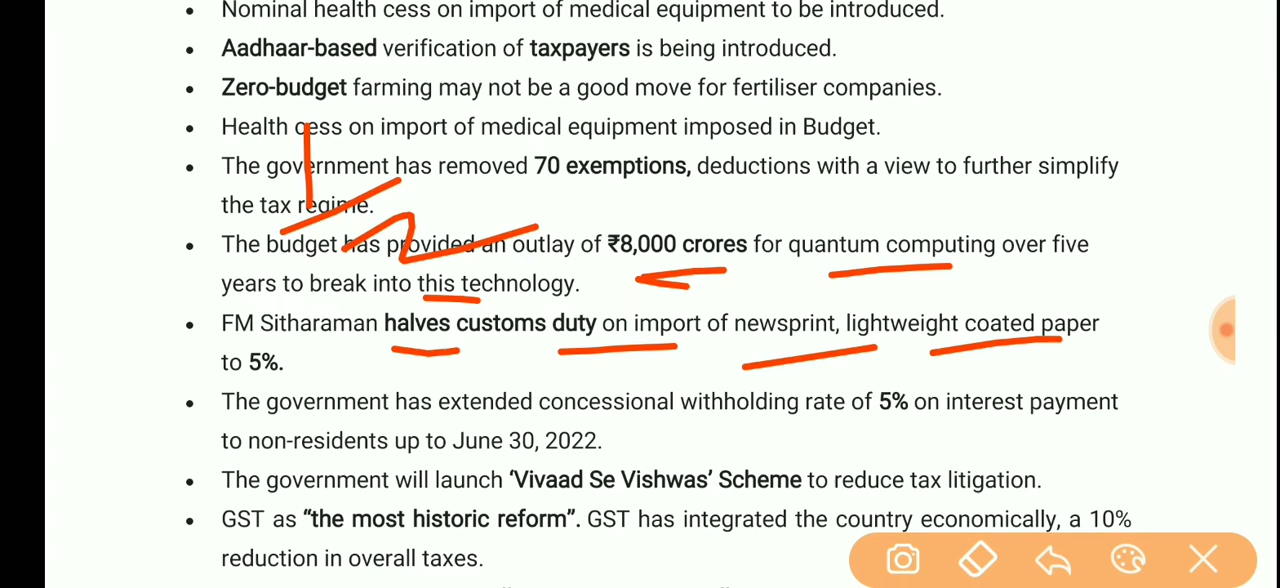 • Nominal health cess on import of medical equipment to be introduced.
• Aadhaar-based verification of taxpayers is being introduced.
• Zero-budget farming may not be a good move for fertiliser companies.
• Health cess on import of medical equipment imposed in Budget.
• The government has removed 70 exemptions, deductions with a view to further simplify
the tax regime.
• The budget has provided an outlay of ₹8,000 crores for quantum computing over five
years to break into this technology.
• FM Sitharaman halves customs duty on import of newsprint, lightweight coated paper
to 5%.
• The government has extended concessional withholding rate of 5% on interest payment
to non-residents up to June 30, 2022.
• The government will launch ‘Vivaad Se Vishwas’ Scheme to reduce tax litigation.
• GST as “the most historic reform”. GST has integrated the country economically, a 10%
reduction in overall taxes.